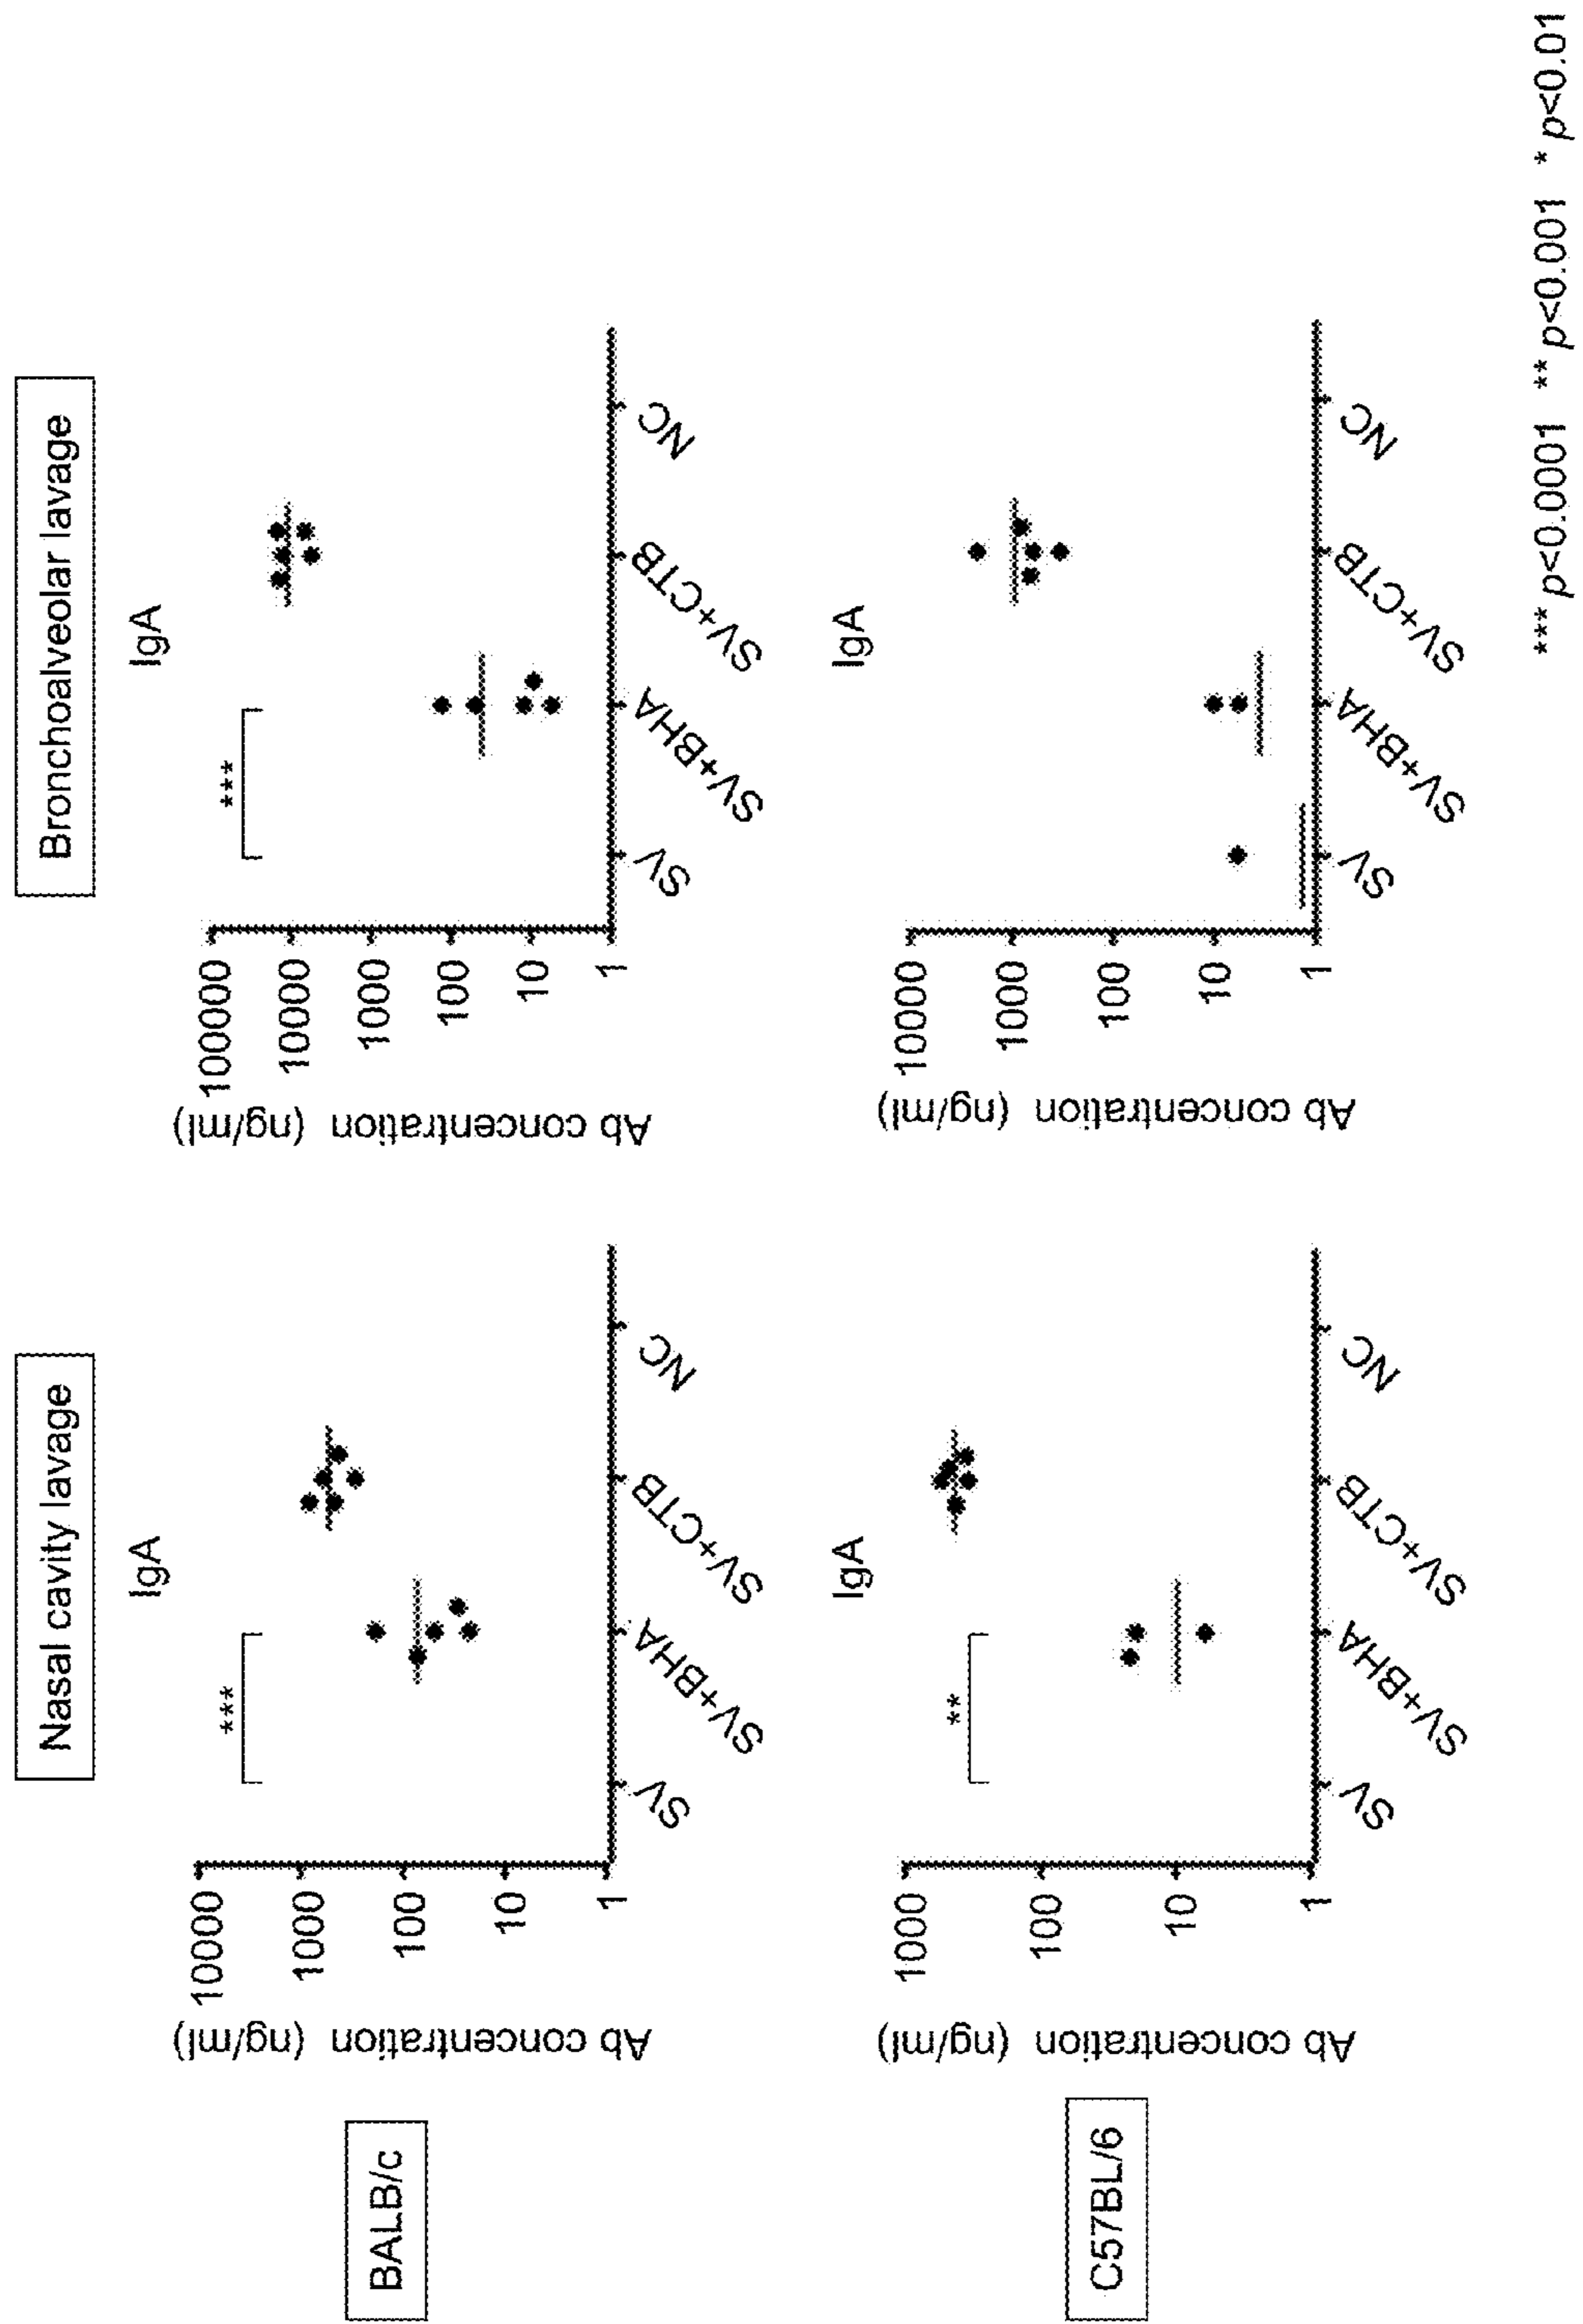 Nasal cavity lavage
Bronchoalveolar lavage
BALB/c
IgA
Ab concentration (ng/ml)
10000
1000
100
10
1
***
SV
SV+BHA
SV+CTB
NC
IgA
Ab concentration (ng/ml)
100000
10000
1000
100
10
1
***
SV
SV+BHA
SV+CTB
NC
C57BL/6
IgA
Ab concentration (ng/ml)
1000
100
10
1
**
SV
SV+BHA
SV+CTB
NC
IgA
Ab concentration (ng/ml)
10000
1000
100
10
1
SV
SV+BHA
SV+CTB
NC
*** p<0.0001 ** p<0.001 * p<0.01